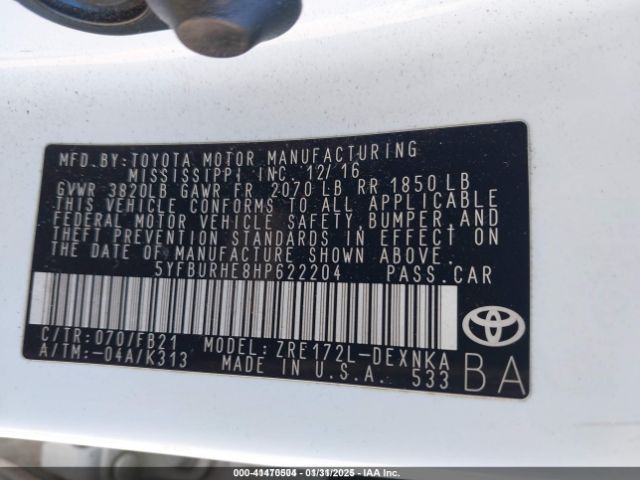 MFD.BY:TOYOTA MOTOR MANUFACTURING
MISSISSIPPI INC. 12/16
GVWR 3820LB GAWR FR 2070 LB RR 1850 LB
THIS VEHICLE CONFORMS TO ALL APPLICABLE
FEDERAL MOTOR VEHICLE SAFETY, BUMPER, AND
THEFT PREVENTION STANDARDS IN EFFECT ON
THE DATE OF MANUFACTURE SHOWN ABOVE.
5YFBURHE8HP622204 PASS.CAR
C/TR:0707/FB21 MODEL:ZRE172L-DEXNKA
A/TM:-04A/K313 MADE IN U.S.A. 533
BA
000-41470504 - 01/31/2025 - IAA, Inc.